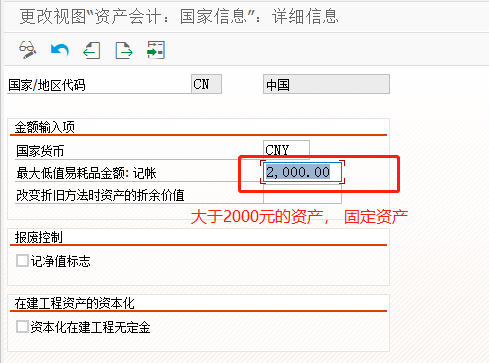 更改视图“资产会计：国家信息”：详细信息
国家/地区代码 CN 中国
金额输入项
国家货币 CNY
最大低值易耗品金额: 记帐 2,000.00
改变折旧方法时资产的折余价值
大于2000元的资产， 固定资产
报废控制
记净值标志
在建工程资产的资本化
资本化在建工程无定金